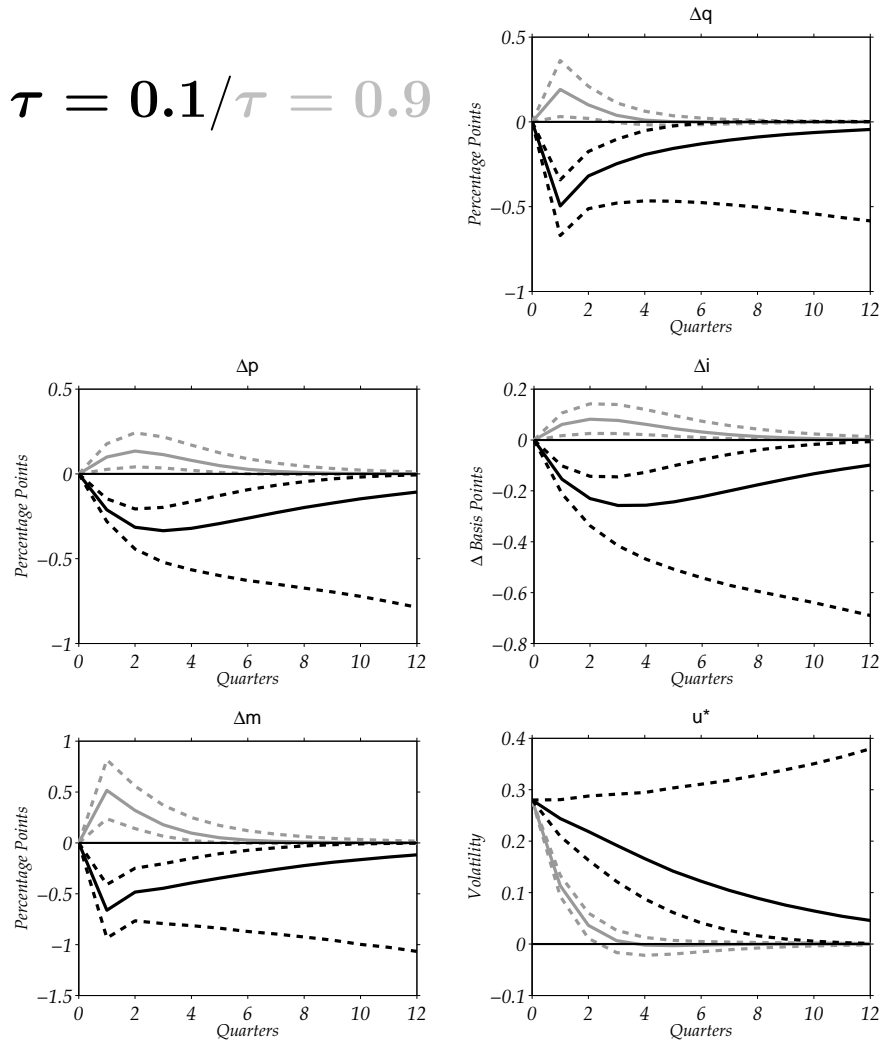 τ = 0.1/τ = 0.9
Δq
Percentage Points
0.5
0
−0.5
−1
0 2 4 6 8 10 12
Quarters
Δp
Percentage Points
0.5
0
−0.5
−1
0 2 4 6 8 10 12
Quarters
Δi
Δ Basis Points
0.2
0
−0.2
−0.4
−0.6
−0.8
0 2 4 6 8 10 12
Quarters
Δm
Percentage Points
1
0.5
0
−0.5
−1
−1.5
0 2 4 6 8 10 12
Quarters
u*
Volatility
0.4
0.3
0.2
0.1
0
−0.1
0 2 4 6 8 10 12
Quarters